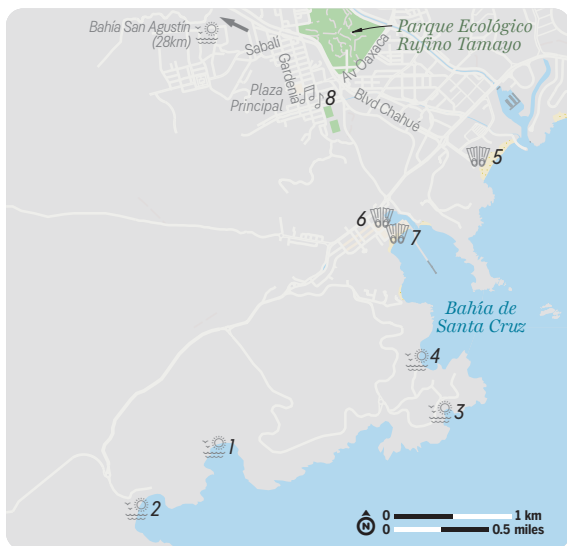 Bahía San Agustín
(28km)
Parque Ecológico
Rufino Tamayo
Sabalí
Gardenia
Av Oaxaca
Plaza
Principal
8
Blvd Chahué
5
6
7
Bahía de
Santa Cruz
4
3
1
2
N
0 1 km
0 0.5 miles